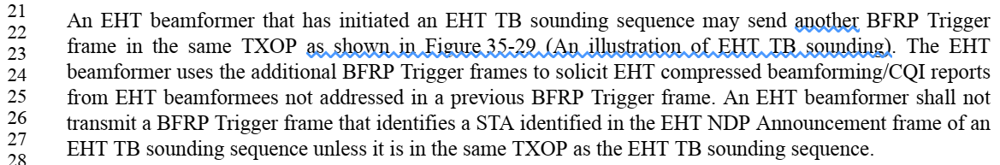 21 An EHT beamformer that has initiated an EHT TB sounding sequence may send another BFRP Trigger
22 frame in the same TXOP as shown in Figure 35-29 (An illustration of EHT TB sounding). The EHT
23 beamformer uses the additional BFRP Trigger frames to solicit EHT compressed beamforming/CQI reports
24 from EHT beamformees not addressed in a previous BFRP Trigger frame. An EHT beamformer shall not
25 transmit a BFRP Trigger frame that identifies a STA identified in the EHT NDP Announcement frame of an
26 EHT TB sounding sequence unless it is in the same TXOP as the EHT TB sounding sequence.
27
28